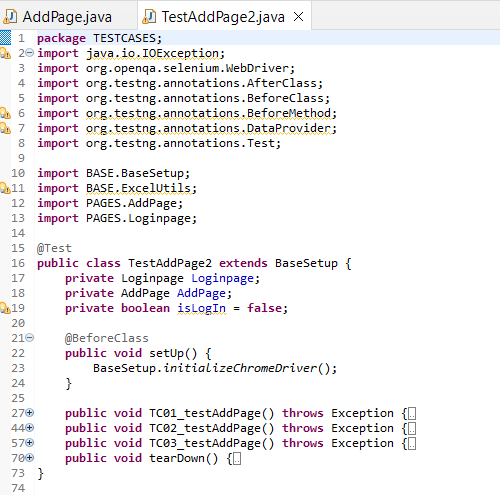 AddPage.java TestAddPage2.java
1 package TESTCASES;
2 import java.io.IOException;
3 import org.openqa.selenium.WebDriver;
4 import org.testng.annotations.AfterClass;
5 import org.testng.annotations.BeforeClass;
6 import org.testng.annotations.BeforeMethod;
7 import org.testng.annotations.DataProvider;
8 import org.testng.annotations.Test;
9
10 import BASE.BaseSetup;
11 import BASE.ExcelUtils;
12 import PAGES.AddPage;
13 import PAGES.Loginpage;
14
15 @Test
16 public class TestAddPage2 extends BaseSetup {
17 private Loginpage Loginpage;
18 private AddPage AddPage;
19 private boolean isLogIn = false;
20
21 @BeforeClass
22 public void setUp() {
23 BaseSetup.initializeChromeDriver();
24 }
25
27 public void TC01_testAddPage() throws Exception {
44 public void TC02_testAddPage() throws Exception {
57 public void TC03_testAddPage() throws Exception {
70 public void tearDown() {
73 }
74